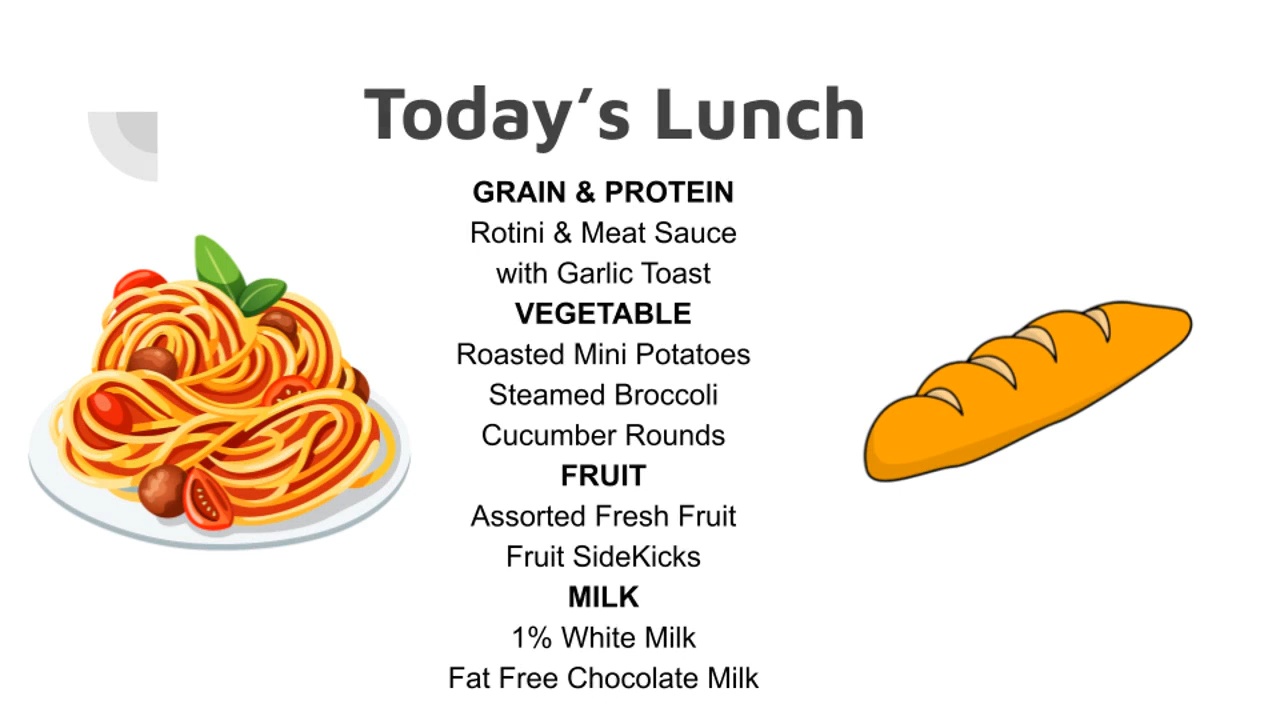 Today’s Lunch
GRAIN & PROTEIN
Rotini & Meat Sauce
with Garlic Toast
VEGETABLE
Roasted Mini Potatoes
Steamed Broccoli
Cucumber Rounds
FRUIT
Assorted Fresh Fruit
Fruit SideKicks
MILK
1% White Milk
Fat Free Chocolate Milk